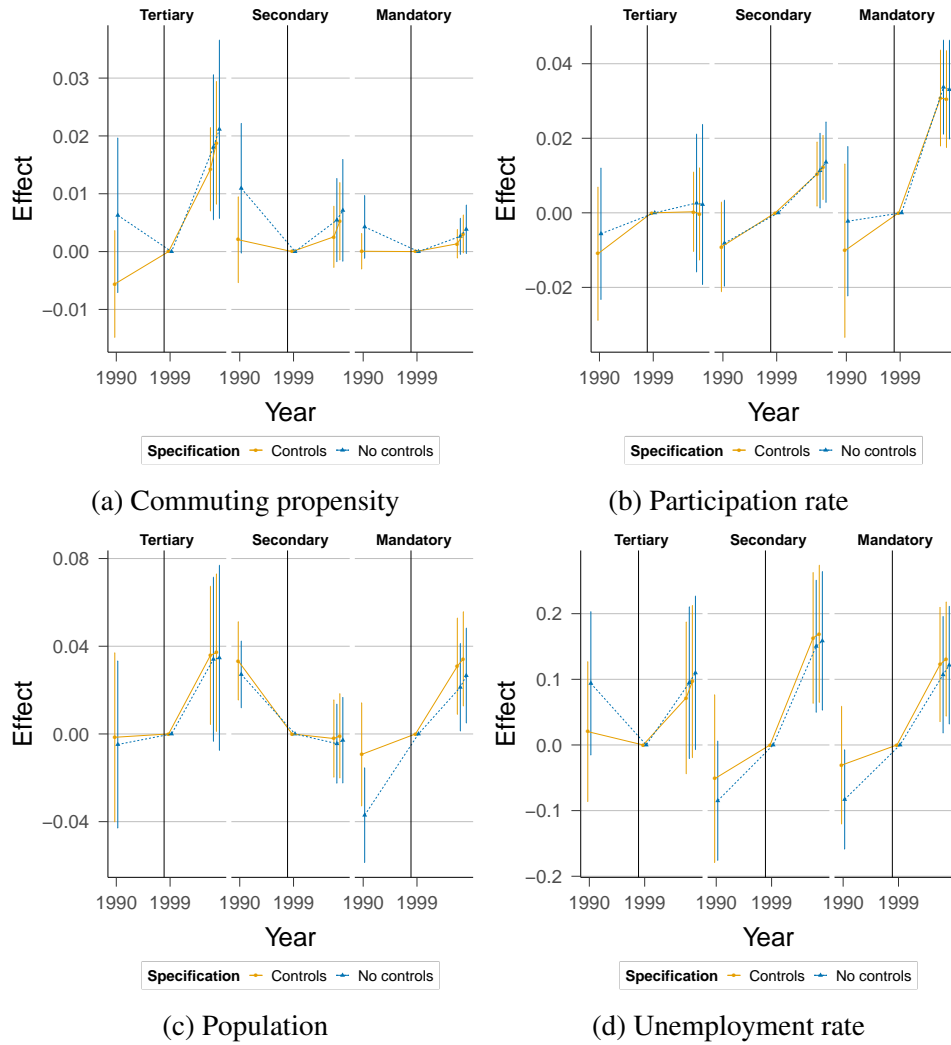 Tertiary Secondary Mandatory
0.03
0.02
0.01
0.00
−0.01
Effect
1990 1999 1990 1999 1990 1999
Year
Specification Controls No controls
(a) Commuting propensity
Tertiary Secondary Mandatory
0.04
0.02
0.00
−0.02
Effect
1990 1999 1990 1999 1990 1999
Year
Specification Controls No controls
(b) Participation rate
Tertiary Secondary Mandatory
0.08
0.04
0.00
−0.04
Effect
1990 1999 1990 1999 1990 1999
Year
Specification Controls No controls
(c) Population
Tertiary Secondary Mandatory
0.2
0.1
0.0
−0.1
−0.2
Effect
1990 1999 1990 1999 1990 1999
Year
Specification Controls No controls
(d) Unemployment rate